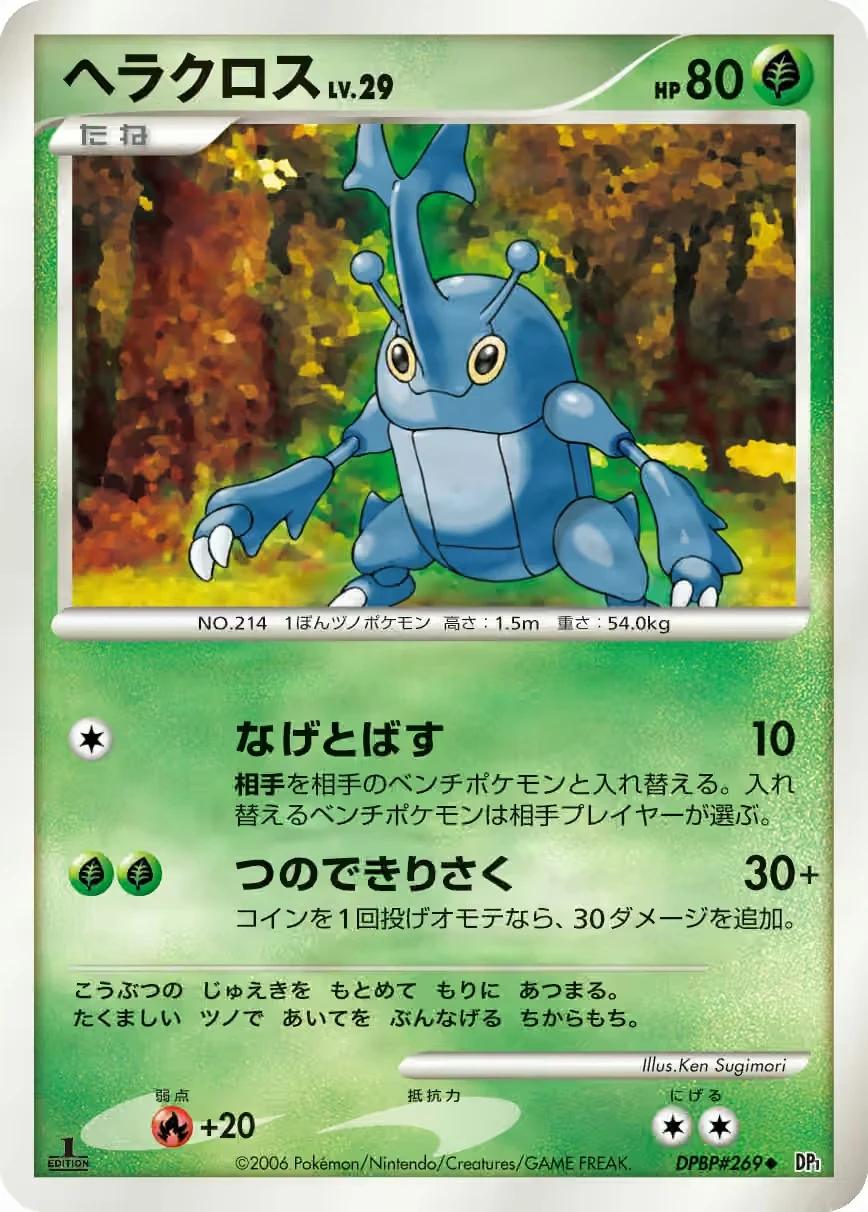 ヘラクロス LV.29 HP 80
たね
NO.214 1ぽんヅノポケモン 高さ:1.5m 重さ:54.0kg
なげとばす 10
相手を相手のベンチポケモンと入れ替える。入れ
替えるベンチポケモンは相手プレイヤーが選ぶ。
つのできりさく 30+
コインを1回投げオモテなら、30ダメージを追加。
こうぶつの じゅえきを もとめて もりに あつまる。
たくましい ツノで あいてを ぶんなげる ちからもち。
Illus.Ken Sugimori
弱点 抵抗力 にげる
+20
1 EDITION
©2006 Pokémon/Nintendo/Creatures/GAME FREAK. DPBP#269◆ DP1